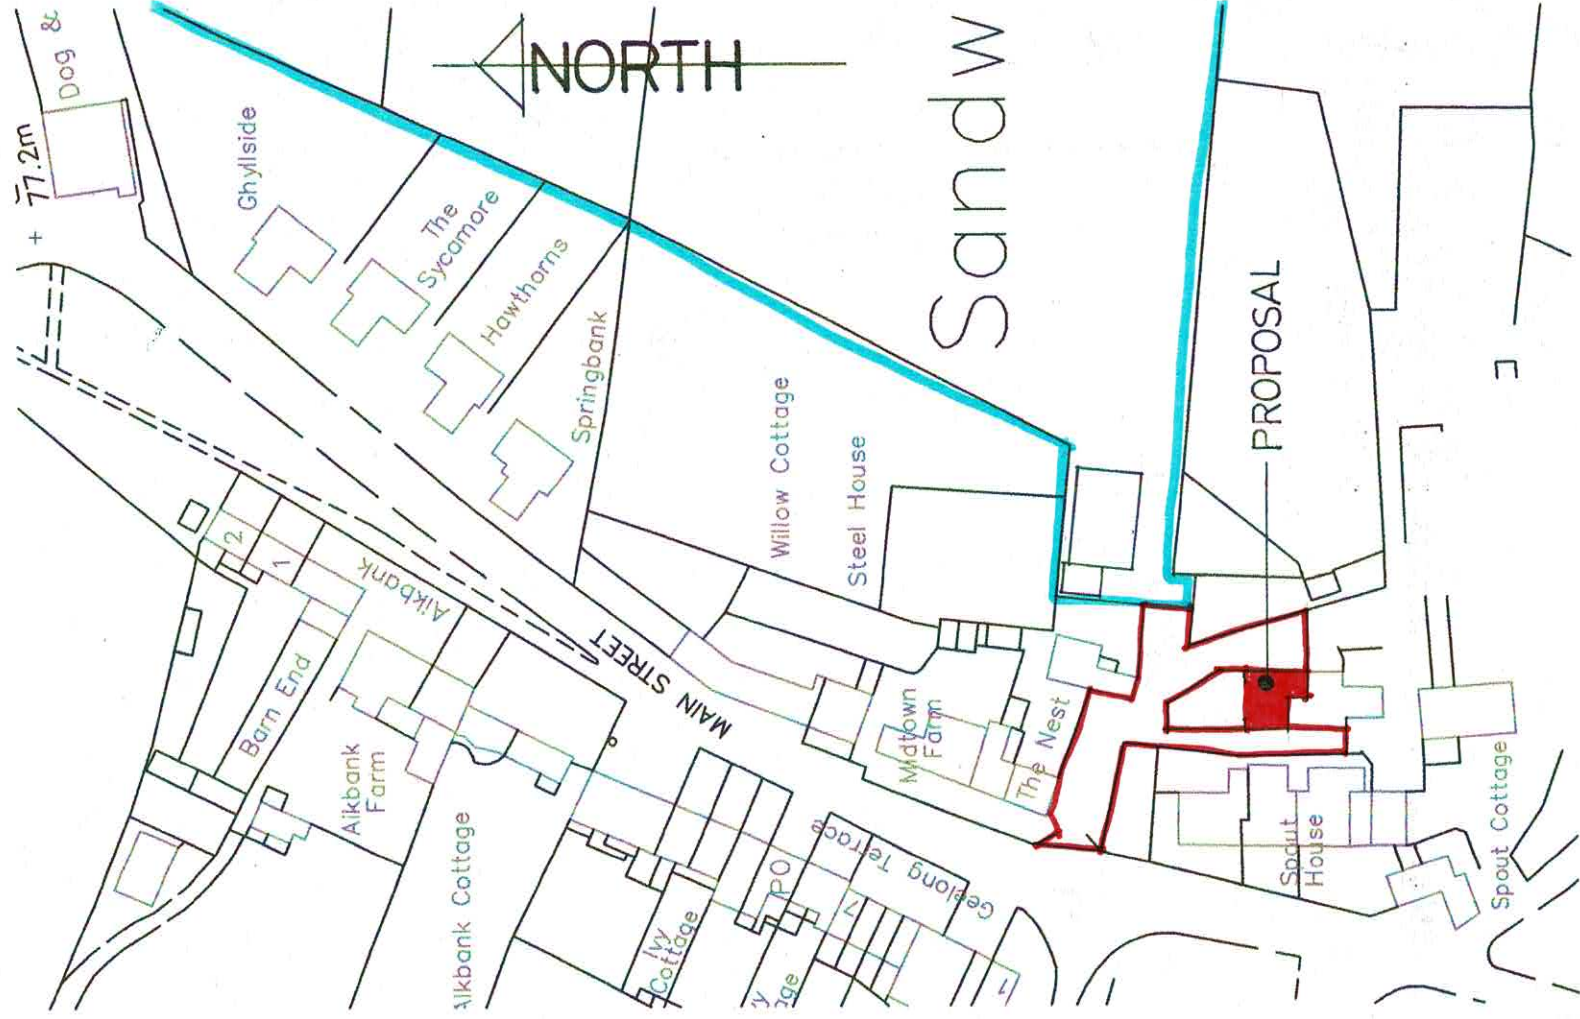 Dog &
77.2m
NORTH
Sandw
Ghyllside
The
Sycamore
Hawthorns
Springbank
PROPOSAL
Willow Cottage
Steel House
2
1
Aikbank
MAIN STREET
Barn End
Aikbank
Farm
Midtown
Farm
The Nest
Aikbank Cottage
PO
Geelong Terrace
7
Ivy
Cottage
1
Spout
House
Spout Cottage